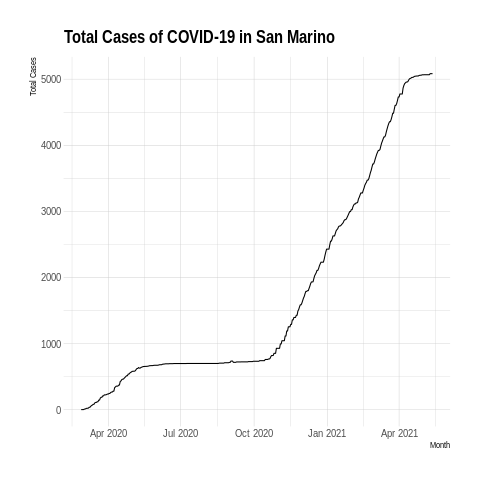 Total Cases of COVID-19 in San Marino
Total Cases
5000
4000
3000
2000
1000
0
Apr 2020 Jul 2020 Oct 2020 Jan 2021 Apr 2021
Month